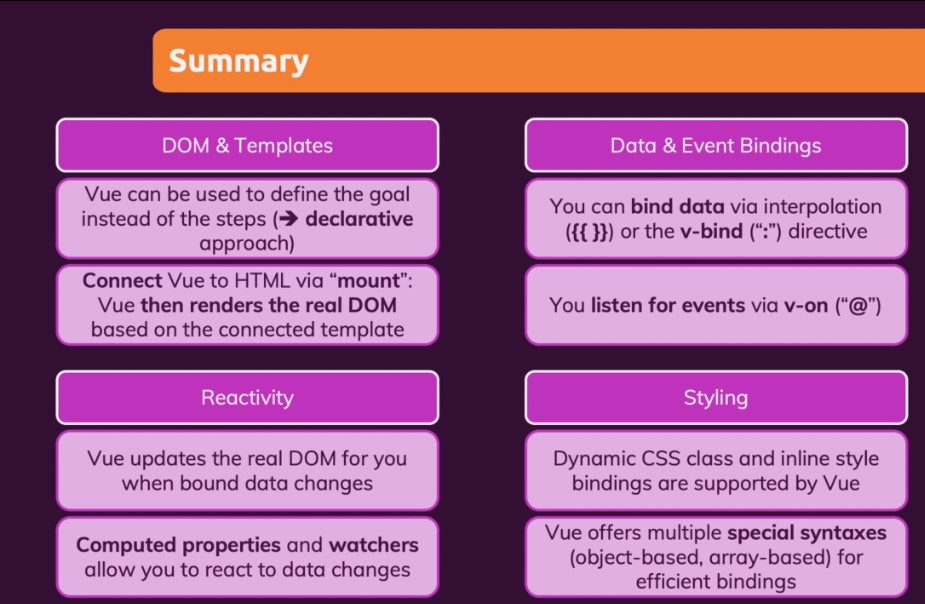 Summary
DOM & Templates
Vue can be used to define the goal
instead of the steps (➔ declarative
approach)
Connect Vue to HTML via “mount”:
Vue then renders the real DOM
based on the connected template
Data & Event Bindings
You can bind data via interpolation
({{ }}) or the v-bind (“:”) directive
You listen for events via v-on (“@”)
Reactivity
Vue updates the real DOM for you
when bound data changes
Computed properties and watchers
allow you to react to data changes
Styling
Dynamic CSS class and inline style
bindings are supported by Vue
Vue offers multiple special syntaxes
(object-based, array-based) for
efficient bindings